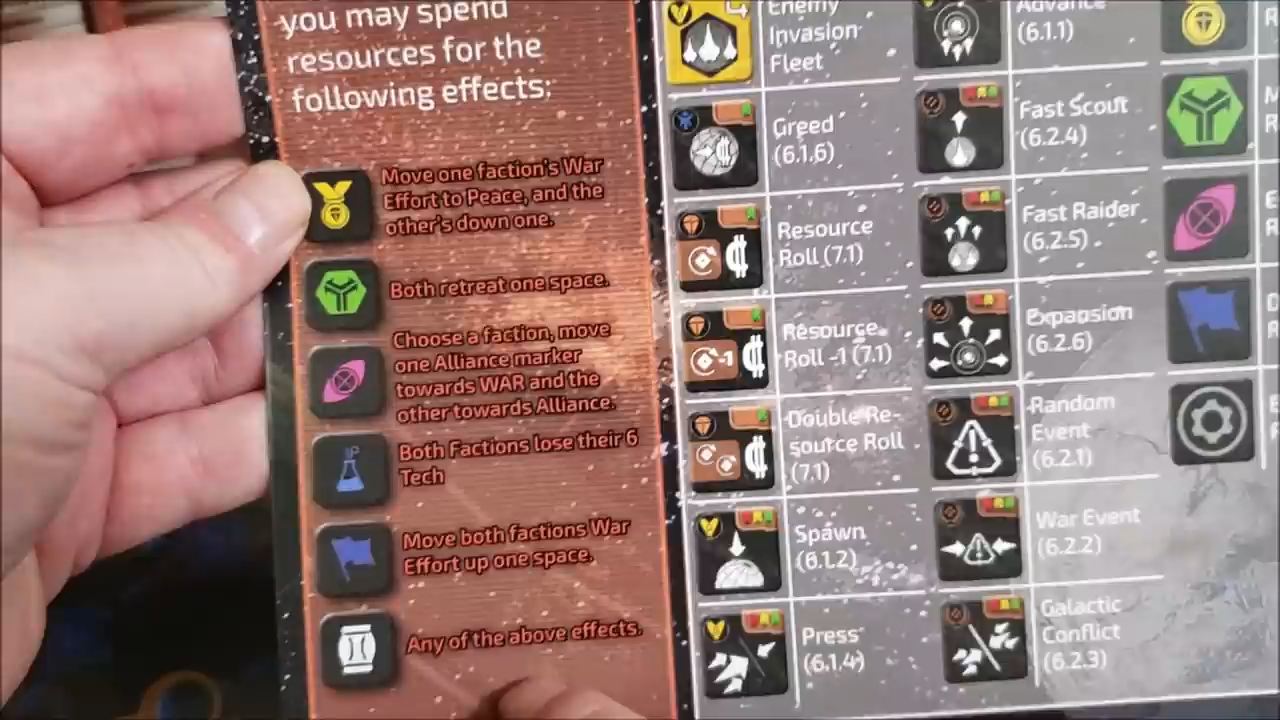 you may spend
resources for the
following effects;
Move one faction's War
Effort to Peace, and the
other's down one.
Both retreat one space.
Choose a faction, move
one Alliance marker
towards WAR and the
other towards Alliance.
Both Factions lose their 6
Tech
Move both factions War
Effort up one space.
Any of the above effects.
4
Enemy
Invasion
Fleet
Greed
(6.1.6)
Resource
Roll (7.1)
-1
Resource
Roll -1 (7.1)
Double Re-
source Roll
(7.1)
Spawn
(6.1.2)
Press
(6.1.4)
Advance
(6.1.1)
Fast Scout
(6.2.4)
Fast Raider
(6.2.5)
Expansion
(6.2.6)
Random
Event
(6.2.1)
War Event
(6.2.2)
Galactic
Conflict
(6.2.3)